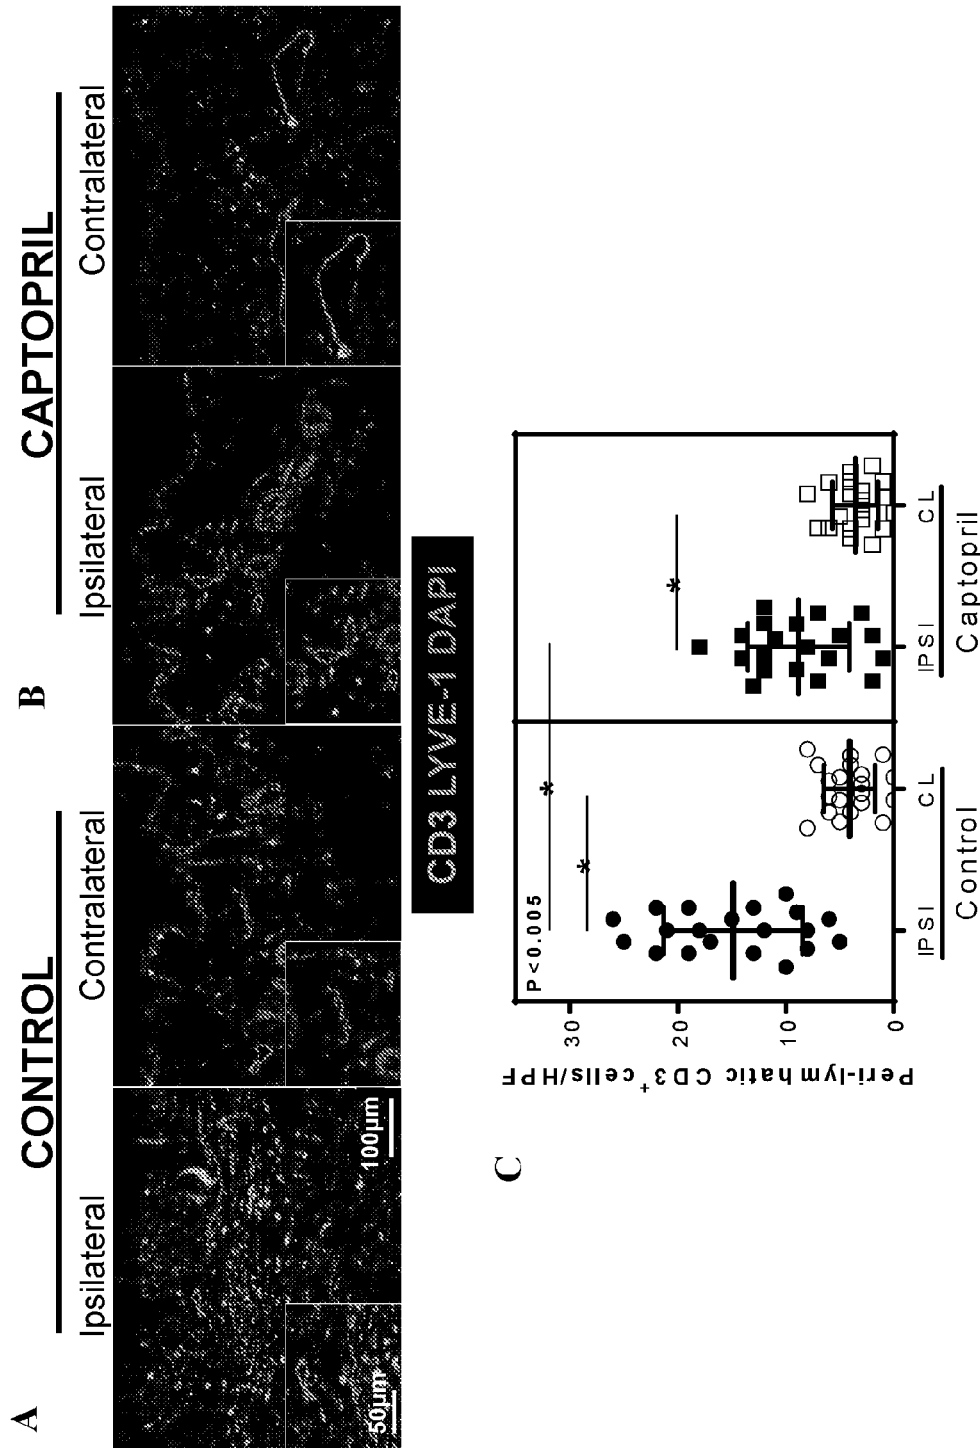 A
CONTROL
Ipsilateral
Contralateral
50µm
100µm
B
CAPTOPRIL
Ipsilateral
Contralateral
CD3 LYVE-1 DAPI
C
Peri-lymphatic CD3+ cells/HPF
30
20
10
0
P<0.005
*
*
*
IPSI
CL
IPSI
CL
Control
Captopril